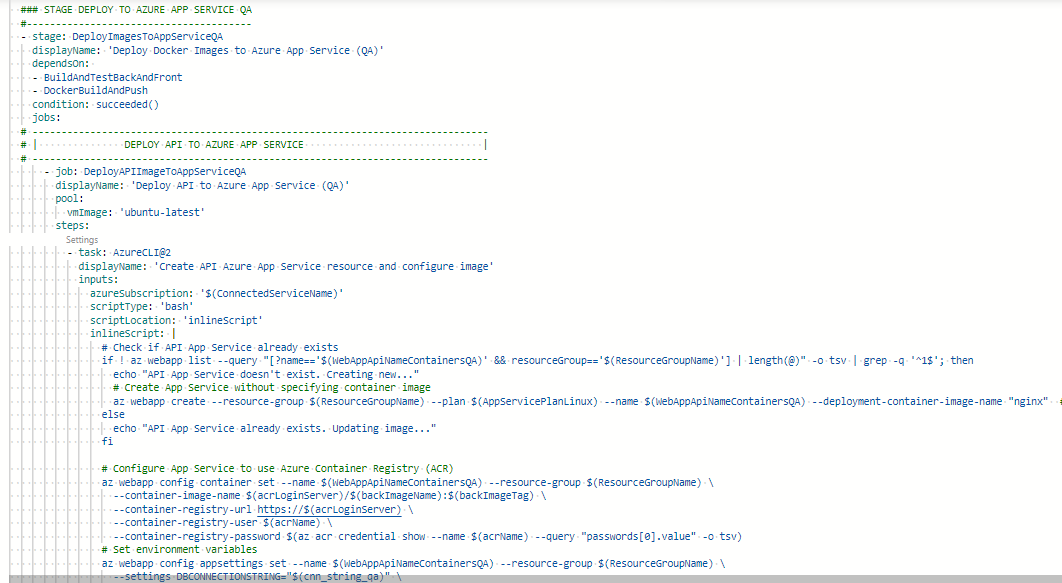 ### STAGE DEPLOY TO AZURE APP SERVICE QA
#---------------------------------------
- stage: DeployImagesToAppServiceQA
displayName: 'Deploy Docker Images to Azure App Service (QA)'
dependsOn:
- BuildAndTestBackAndFront
- DockerBuildAndPush
condition: succeeded()
jobs:
# ------------------------------------------------------------------------------
# | DEPLOY API TO AZURE APP SERVICE |
# ------------------------------------------------------------------------------
- job: DeployAPIImageToAppServiceQA
displayName: 'Deploy API to Azure App Service (QA)'
pool:
vmImage: 'ubuntu-latest'
steps:
Settings
- task: AzureCLI@2
displayName: 'Create API Azure App Service resource and configure image'
inputs:
azureSubscription: '$(ConnectedServiceName)'
scriptType: 'bash'
scriptLocation: 'inlineScript'
inlineScript: |
# Check if API App Service already exists
if ! az webapp list --query "[?name=='$(WebAppApiNameContainersQA)' && resourceGroup=='$(ResourceGroupName)'] | length(@)" -o tsv | grep -q '^1$'; then
echo "API App Service doesn't exist. Creating new..."
# Create App Service without specifying container image
az webapp create --resource-group $(ResourceGroupName) --plan $(AppServicePlanLinux) --name $(WebAppApiNameContainersQA) --deployment-container-image-name "nginx" #
else
echo "API App Service already exists. Updating image..."
fi
# Configure App Service to use Azure Container Registry (ACR)
az webapp config container set --name $(WebAppApiNameContainersQA) --resource-group $(ResourceGroupName) \
--container-image-name $(acrLoginServer)/$(backImageName):$(backImageTag) \
--container-registry-url https://$(acrLoginServer) \
--container-registry-user $(acrName) \
--container-registry-password $(az acr credential show --name $(acrName) --query "passwords[0].value" -o tsv)
# Set environment variables
az webapp config appsettings set --name $(WebAppApiNameContainersQA) --resource-group $(ResourceGroupName) \
--settings DBCONNECTIONSTRING="$(cnn_string_qa)" \